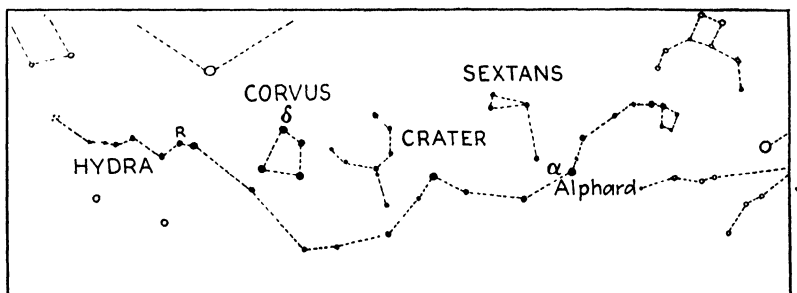 SEXTANS
CORVUS
δ
R
CRATER
HYDRA
α
Alphard